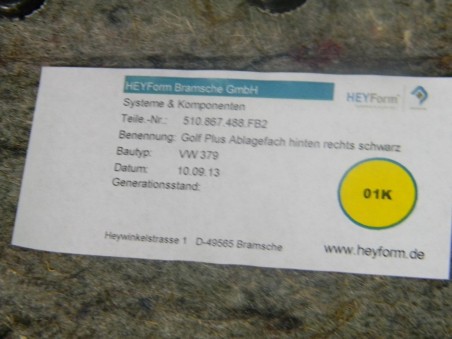 HEYForm Bramsche GmbH
HEYForm
Systeme & Komponenten
Teile.-Nr.: 510.867.488.FB2
Benennung: Golf Plus Ablagefach hinten rechts schwarz
Bautyp: VW 379
Datum: 10.09.13
Generationsstand:
01K
Heywinkelstrasse 1 D-49565 Bramsche
www.heyform.de